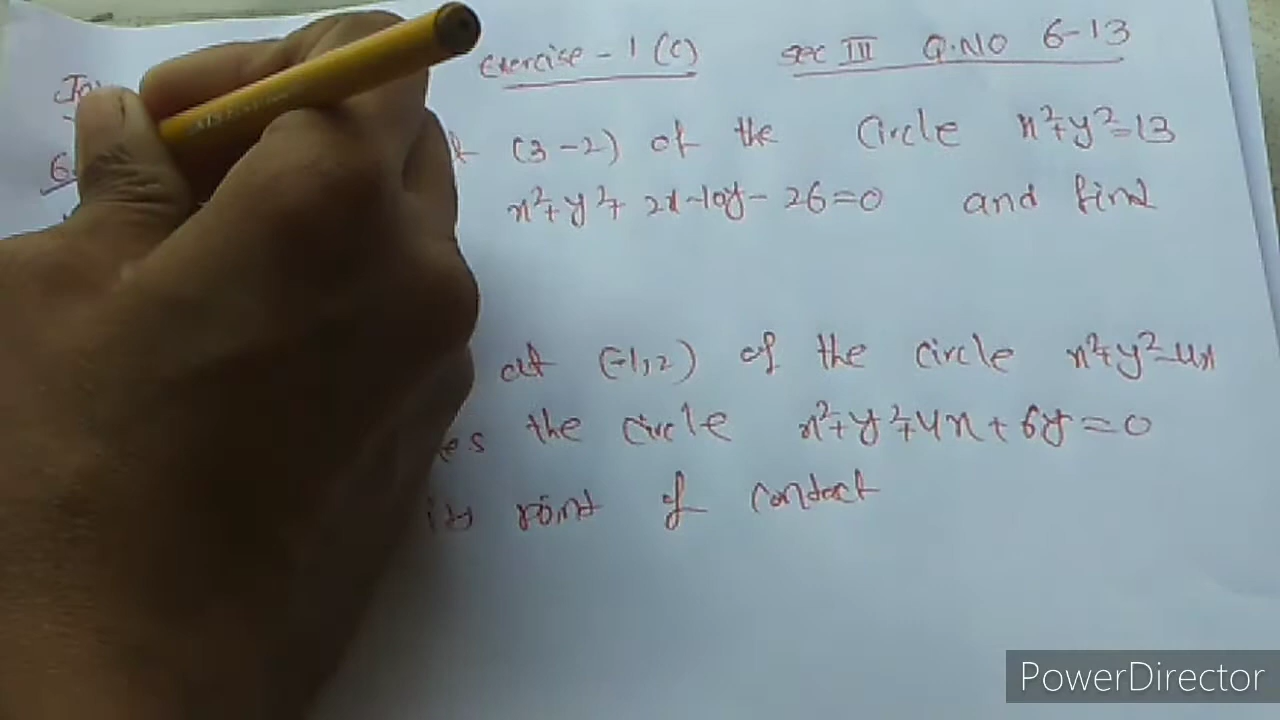 Exercise - 1 (c) Sec III Q.NO 6-13
6
(3 -2) of the Circle x²+y²=13
x²+y²+ 2x-10y- 26=0 and find
at (-1,2) of the circle x²+y²-4x
the circle x²+y²+4x+6y=0
its point of contact
PowerDirector